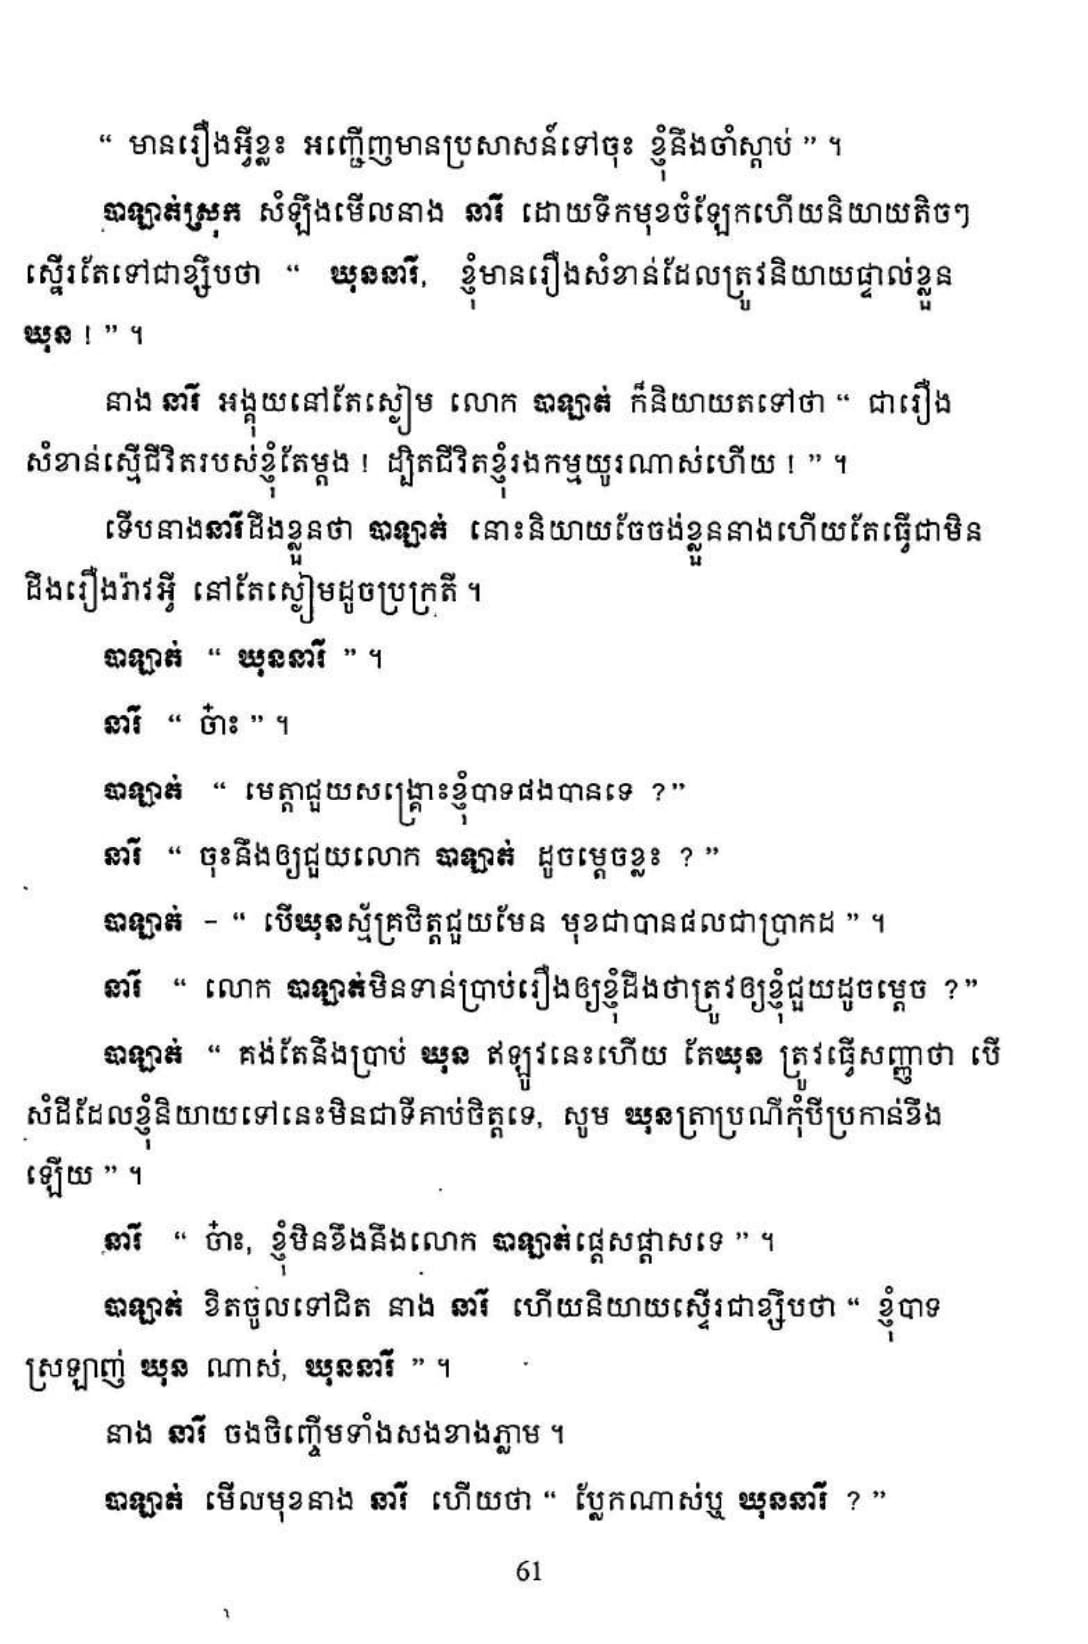 “ មានរឿងអ្វីខ្លះ អញ្ជើញមានប្រសាសន៍ទៅចុះ ខ្ញុំនឹងចាំស្ដាប់ ” ។
បាឡាត់ស្រុក សំឡឹងមើលនាង នារី ដោយទឹកមុខចំឡែកហើយនិយាយតិចៗ
ស្ទើរតែទៅជាខ្សឹបថា “ ឃុននារី, ខ្ញុំមានរឿងសំខាន់ដែលត្រូវនិយាយផ្ទាល់ខ្លួន
ឃុន ! ” ។
នាង នារី អង្គុយនៅតែស្ងៀម លោក បាឡាត់ ក៏និយាយតទៅថា “ ជារឿង
សំខាន់ស្មើជីវិតរបស់ខ្ញុំតែម្ដង ! ដ្បិតជីវិតខ្ញុំរងកម្មយូរណាស់ហើយ ! ” ។
ទើបនាងនារីដឹងខ្លួនថា បាឡាត់ នោះនិយាយចែចង់ខ្លួននាងហើយតែធ្វើជាមិន
ដឹងរឿងរ៉ាវអ្វី នៅតែស្ងៀមដូចប្រក្រតី ។
បាឡាត់ “ ឃុននារី ” ។
នារី “ ច៎ាះ ” ។
បាឡាត់ “ មេត្តាជួយសង្គ្រោះខ្ញុំបាទផងបានទេ ?”
នារី “ ចុះនឹងឲ្យជួយលោក បាឡាត់ ដូចម្ដេចខ្លះ ? ”
បាឡាត់ – “ បើឃុនស្ម័គ្រចិត្តជួយមែន មុខជាបានផលជាប្រាកដ ” ។
នារី “ លោក បាឡាត់មិនទាន់ប្រាប់រឿងឲ្យខ្ញុំដឹងថាត្រូវឲ្យខ្ញុំជួយដូចម្ដេច ?”
បាឡាត់ “ គង់តែនឹងប្រាប់ ឃុន ឥឡូវនេះហើយ តែឃុន ត្រូវធ្វើសញ្ញាថា បើ
សំដីដែលខ្ញុំនិយាយទៅនេះមិនជាទីគាប់ចិត្តទេ, សូម ឃុនត្រាប្រណីកុំបីប្រកាន់ខឹង
ឡើយ ” ។
នារី “ ច៎ាះ, ខ្ញុំមិនខឹងនឹងលោក បាឡាត់ផ្ដេសផ្ដាសទេ ” ។
បាឡាត់ ខិតចូលទៅជិត នាង នារី ហើយនិយាយស្ទើរជាខ្សឹបថា “ ខ្ញុំបាទ
ស្រឡាញ់ ឃុន ណាស់, ឃុននារី ” ។
នាង នារី ចងចិញ្ចើមទាំងសងខាងភ្លាម ។
បាឡាត់ មើលមុខនាង នារី ហើយថា “ ប្លែកណាស់ឬ ឃុននារី ? ”
61